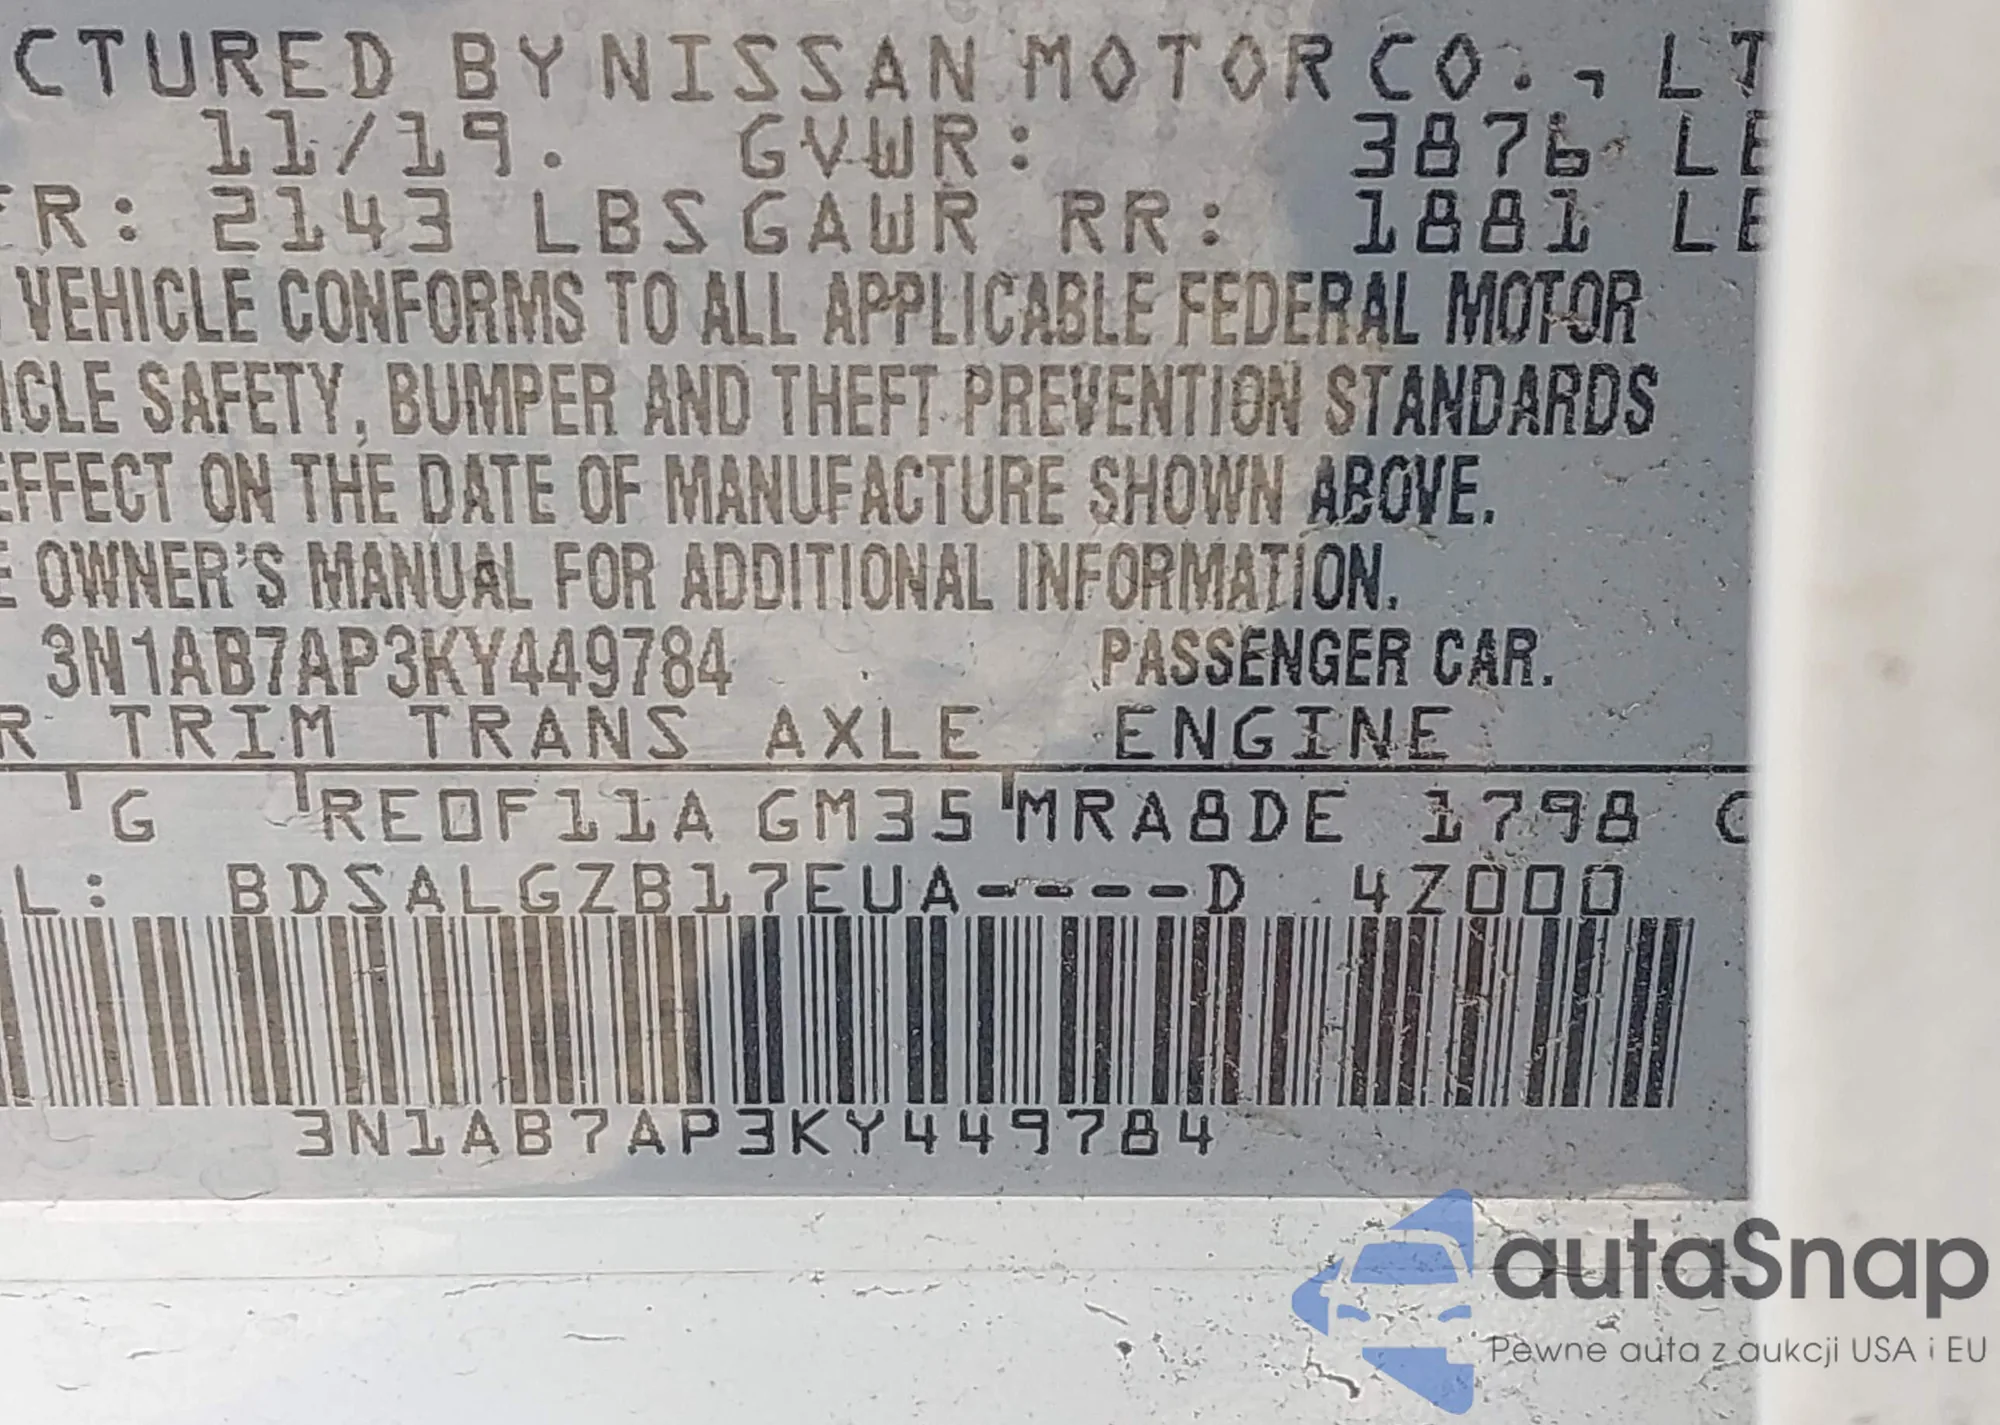 CTURED BY NISSAN MOTOR CO., LT
11/19. GVWR: 3876 LB
FR: 2143 LBS GAWR RR: 1881 LB
VEHICLE CONFORMS TO ALL APPLICABLE FEDERAL MOTOR
ICLE SAFETY, BUMPER AND THEFT PREVENTION STANDARDS
EFFECT ON THE DATE OF MANUFACTURE SHOWN ABOVE.
E OWNER'S MANUAL FOR ADDITIONAL INFORMATION.
3N1AB7AP3KY449784 PASSENGER CAR.
R TRIM TRANS AXLE ENGINE
G RE0F11A GM35 MRA8DE 1798 C
L: BDSALGZB17EUA----D 4Z000
3N1AB7AP3KY449784
autaSnap
Pewne auta z aukcji USA i EU